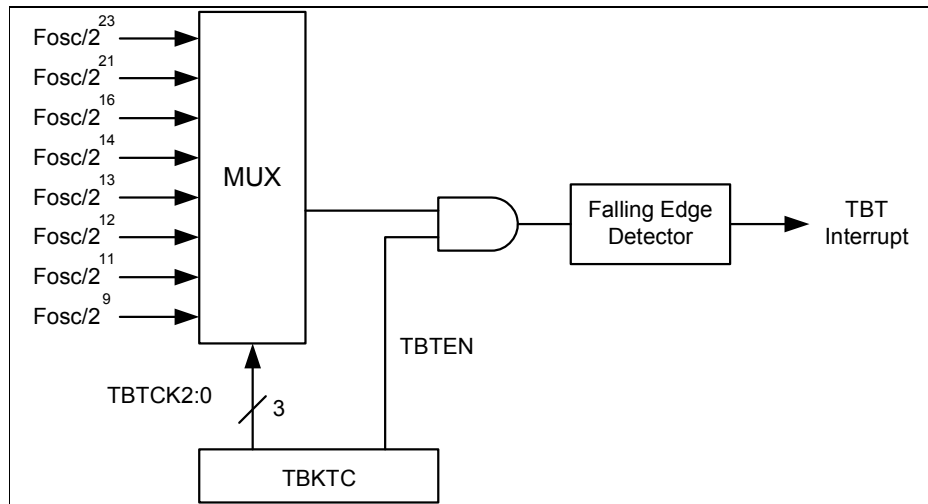 Fosc/2^23
Fosc/2^21
Fosc/2^16
Fosc/2^14
Fosc/2^13
Fosc/2^12
Fosc/2^11
Fosc/2^9
MUX
Falling Edge
Detector
TBT
Interrupt
TBTEN
TBTCK2:0
3
TBKTC